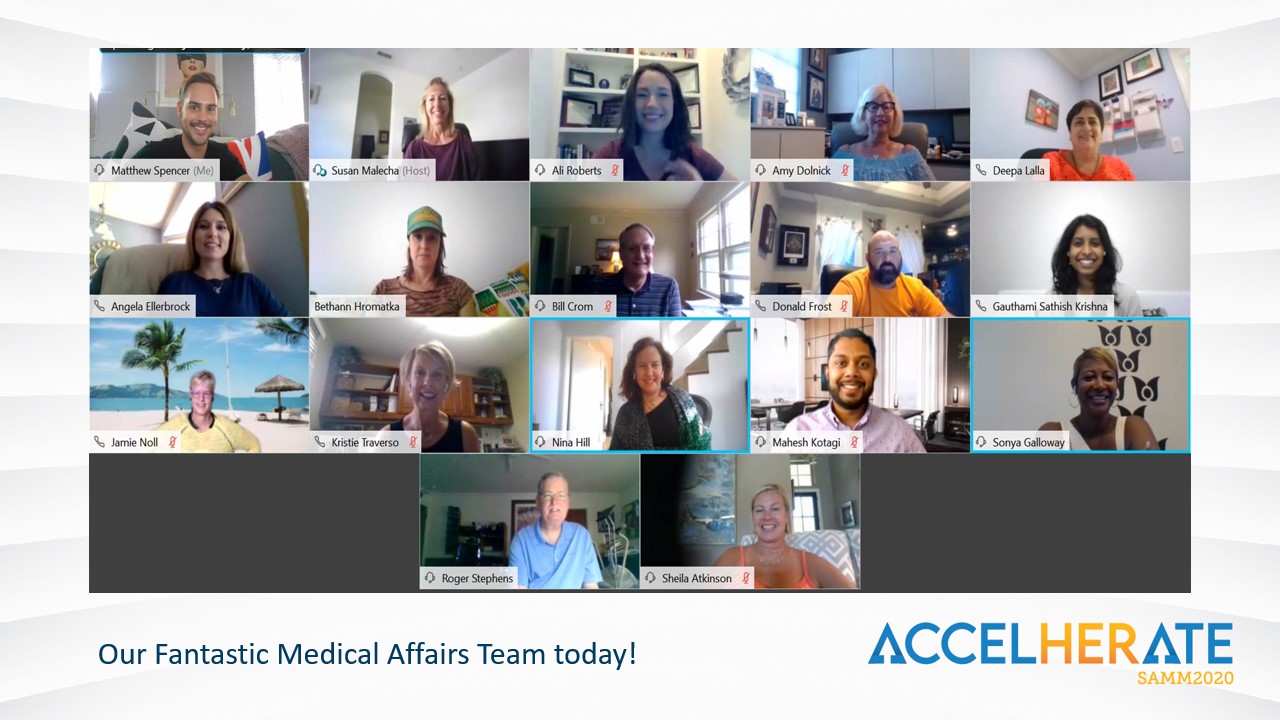 Matthew Spencer (Me)
Susan Malecha (Host)
Ali Roberts
Amy Dolnick
Deepa Lalla
Angela Ellerbrock
Bethann Hromatka
Bill Crom
Donald Frost
Gauthami Sathish Krishna
Jamie Noll
Kristie Traverso
Nina Hill
Mahesh Kotagi
Sonya Galloway
Roger Stephens
Sheila Atkinson
Our Fantastic Medical Affairs Team today!
ACCELHERATE
SAMM2020